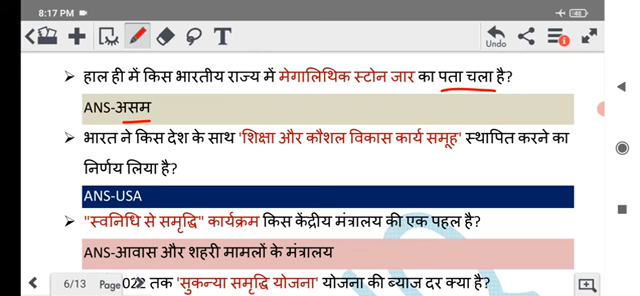 8:17 PM
48
Undo
T
➤ हाल ही में किस भारतीय राज्य में मेगालिथिक स्टोन जार का पता चला है?
ANS-असम
➤ भारत ने किस देश के साथ 'शिक्षा और कौशल विकास कार्य समूह' स्थापित करने का
निर्णय लिया है?
ANS-USA
➤ "स्वनिधि से समृद्धि" कार्यक्रम किस केंद्रीय मंत्रालय की एक पहल है?
ANS-आवास और शहरी मामलों के मंत्रालय
6/13
तक 'सुकन्या समृद्धि योजना' योजना की ब्याज दर क्या है?